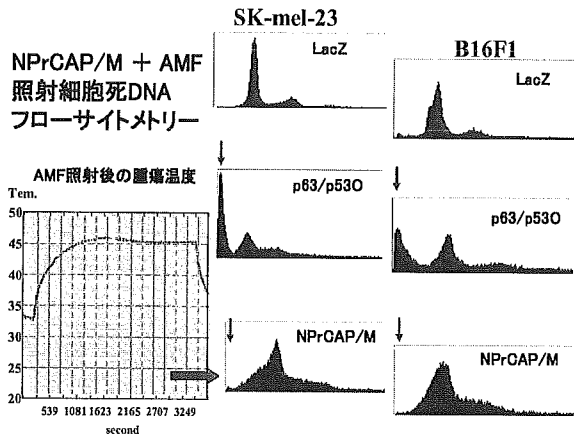 SK-mel-23
NPrCAP/M + AMF
照射細胞死DNA
フローサイトメトリー
LacZ
B16F1
LacZ
AMF照射後の腫瘍温度
Tem.
50
45
40
35
30
25
20
539 1081 1623 2165 2707 3249
second
p63/p53O
p63/p53O
NPrCAP/M
NPrCAP/M